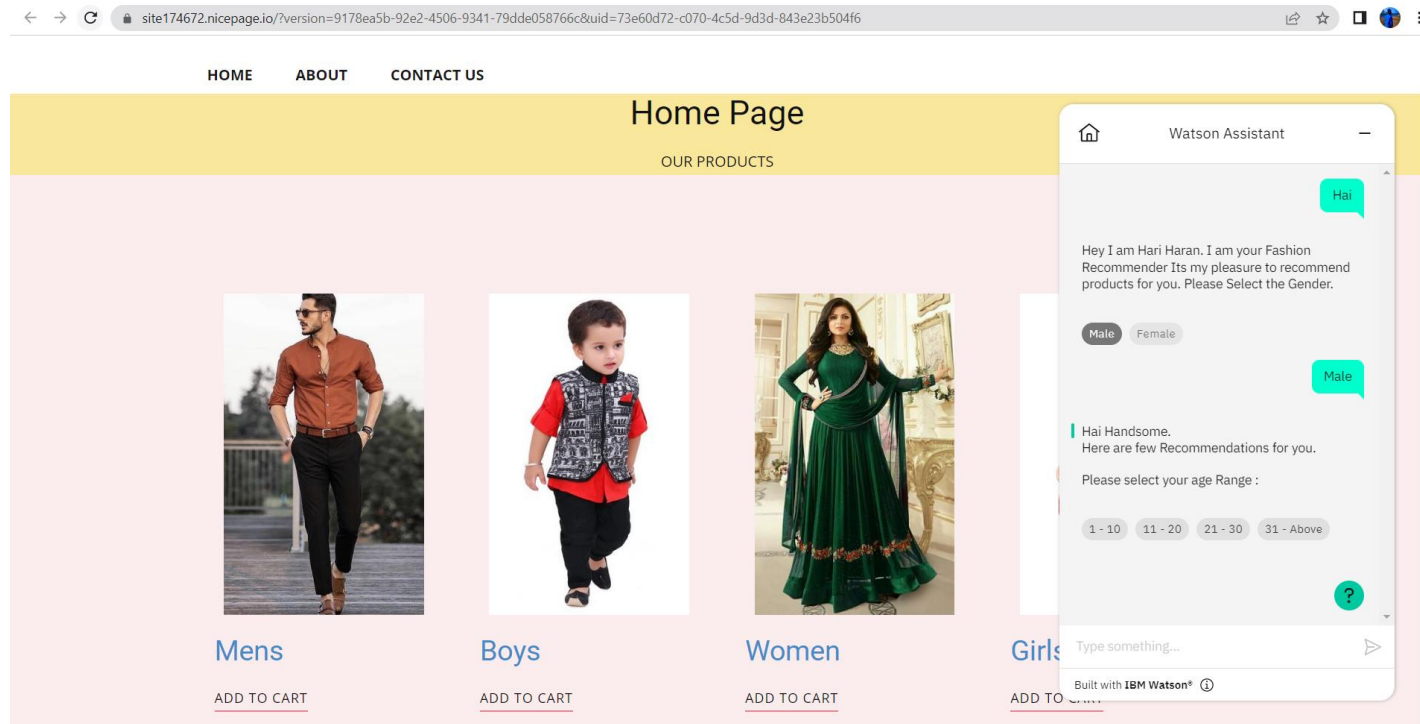 site174672.nicepage.io/?version=9178ea5b-92e2-4506-9341-79dde058766c&uid=73e60d72-c070-4c5d-9d3d-843e23b504f6
HOME ABOUT CONTACT US
Home Page
OUR PRODUCTS
Mens
ADD TO CART
Boys
ADD TO CART
Women
ADD TO CART
Girls
ADD TO CART
Watson Assistant
Hai
Hey I am Hari Haran. I am your Fashion
Recommender Its my pleasure to recommend
products for you. Please Select the Gender.
Male Female
Male
Hai Handsome.
Here are few Recommendations for you.
Please select your age Range :
1 - 10 11 - 20 21 - 30 31 - Above
?
Type something...
Built with IBM Watson®